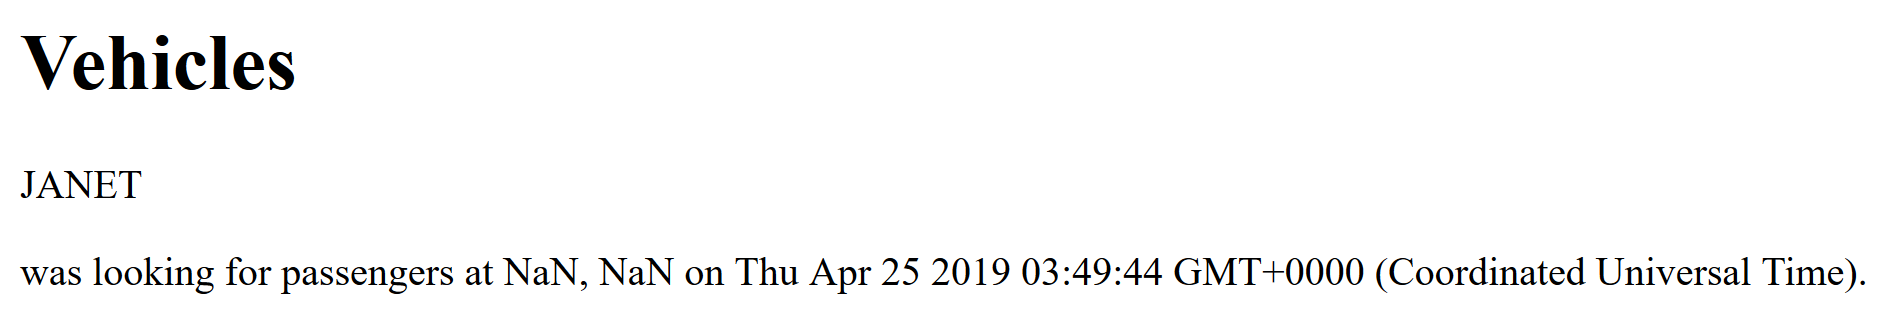 Vehicles
JANET
was looking for passengers at NaN, NaN on Thu Apr 25 2019 03:49:44 GMT+0000 (Coordinated Universal Time).